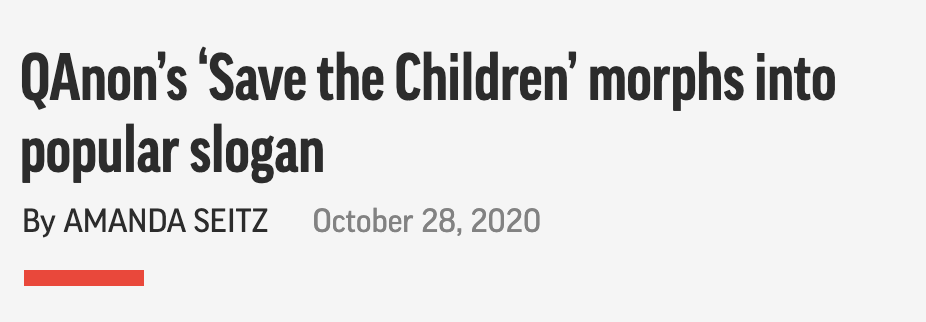 QAnon’s ‘Save the Children’ morphs into
popular slogan
By AMANDA SEITZ October 28, 2020